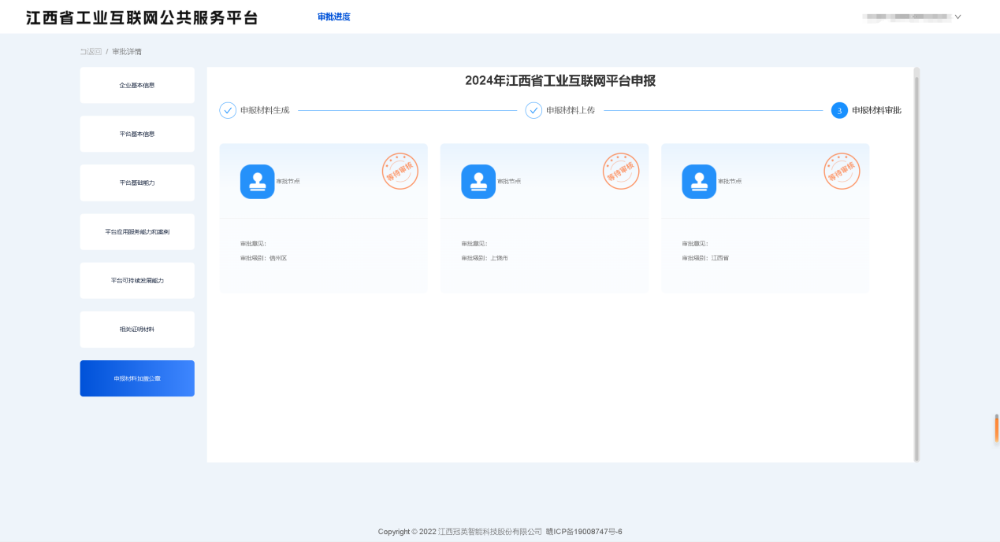 江西省工业互联网公共服务平台
审批进度
返回 / 审批详情
企业基本信息
平台基本信息
平台基础能力
平台应用服务能力和案例
平台可持续发展能力
相关证明材料
申报材料加盖公章
2024年江西省工业互联网平台申报
申报材料生成
申报材料上传
3 申报材料审批
审批节点
等待审核
审批意见:
审批级别: 信州区
审批节点
等待审核
审批意见:
审批级别: 上饶市
审批节点
等待审核
审批意见:
审批级别: 江西省
Copyright © 2022 江西冠英智能科技股份有限公司 赣ICP备19008747号-6